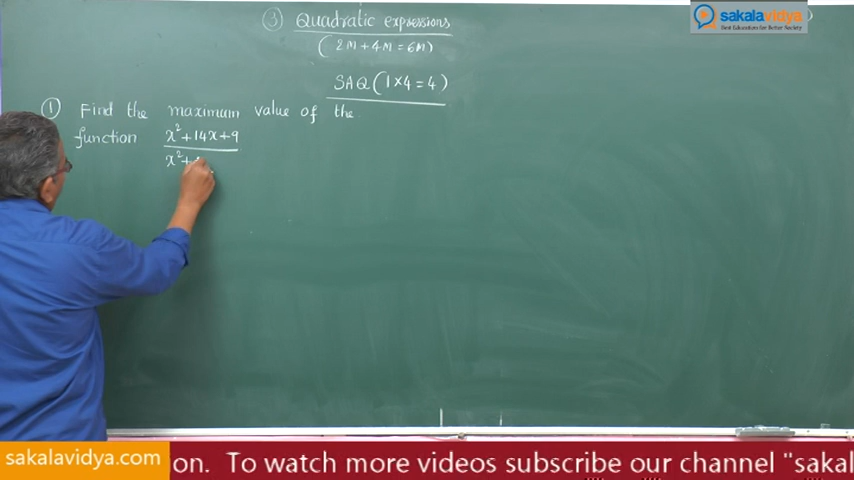 ③ Quadratic expressions
(2M + 4M = 6M)
SAQ (1×4=4)
① Find the maximum value of the
function x²+14x+9
x²+
sakalavidya
Best Education for Better Society
sakalavidya.com
on. To watch more videos subscribe our channel "sakal